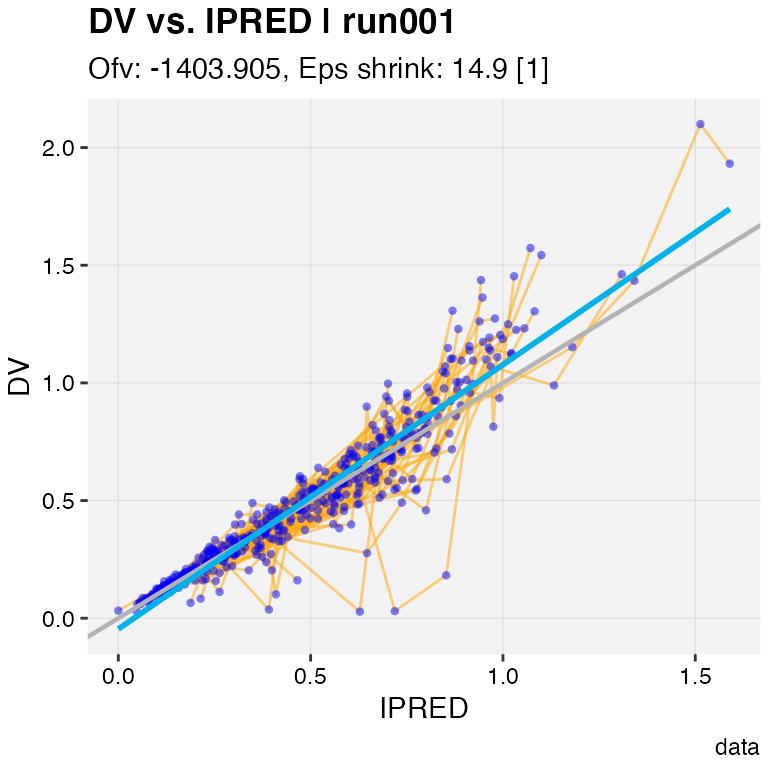 DV vs. IPRED | run001
Ofv: -1403.905, Eps shrink: 14.9 [1]
2.0
1.5
1.0
0.5
0.0
DV
0.0 0.5 1.0 1.5
IPRED
data